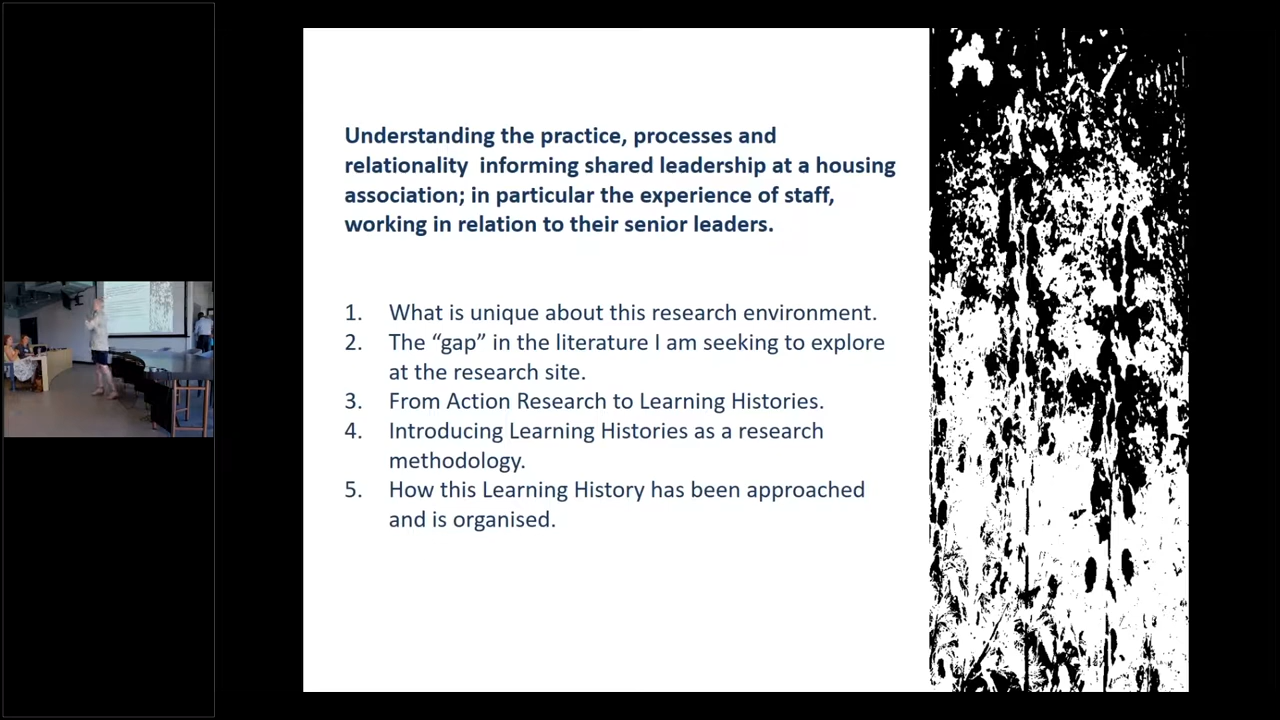 Understanding the practice, processes and
relationality informing shared leadership at a housing
association; in particular the experience of staff,
working in relation to their senior leaders.
1. What is unique about this research environment.
2. The “gap” in the literature I am seeking to explore
at the research site.
3. From Action Research to Learning Histories.
4. Introducing Learning Histories as a research
methodology.
5. How this Learning History has been approached
and is organised.